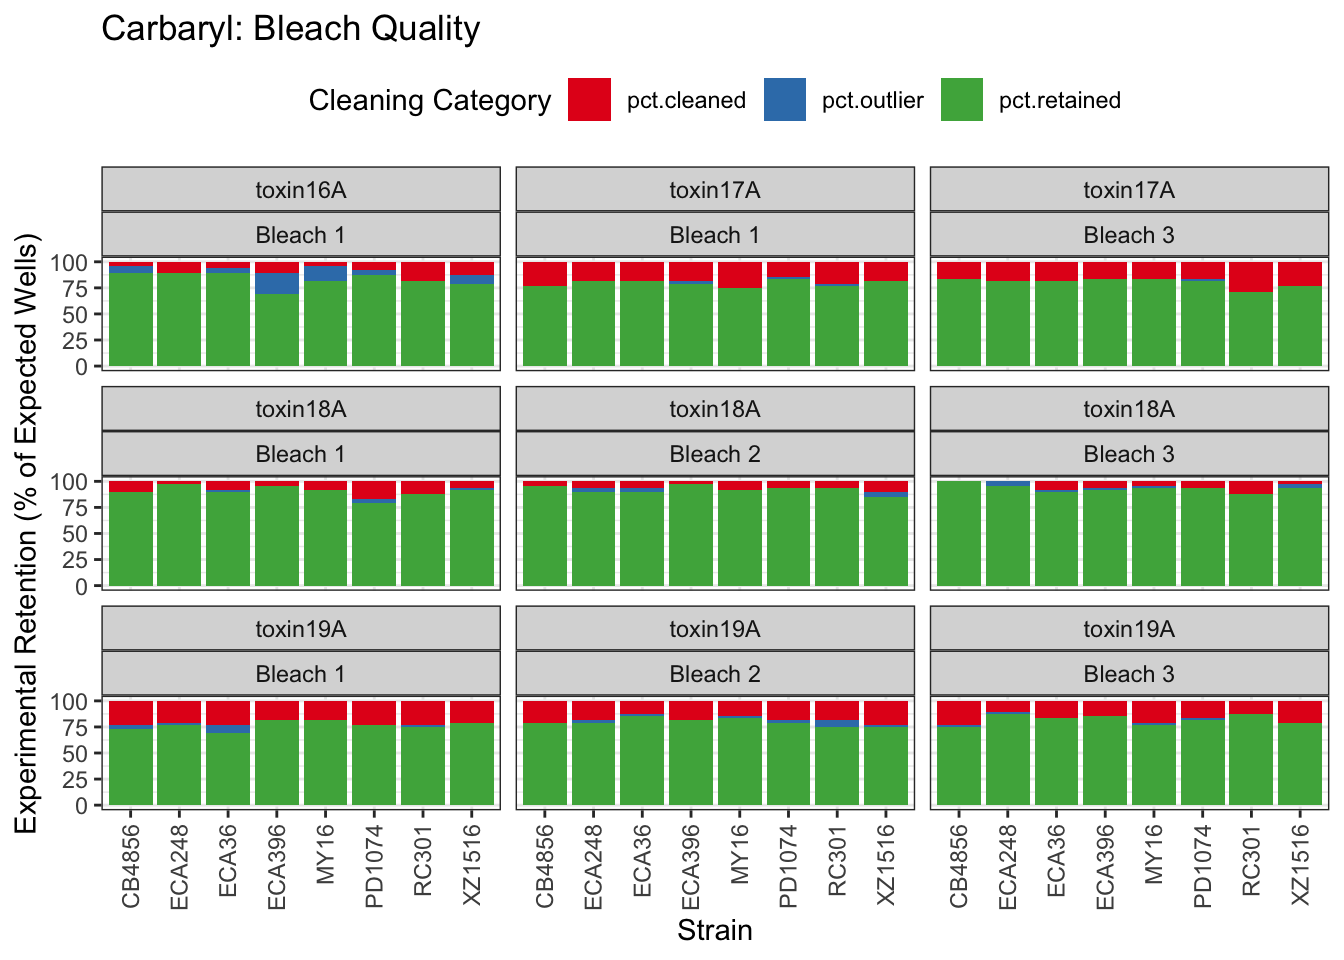 Carbaryl: Bleach Quality
Cleaning Category pct.cleaned pct.outlier pct.retained
Experimental Retention (% of Expected Wells)
toxin16A toxin17A toxin17A
Bleach 1 Bleach 1 Bleach 3
100
75
50
25
0
toxin18A toxin18A toxin18A
Bleach 1 Bleach 2 Bleach 3
100
75
50
25
0
toxin19A toxin19A toxin19A
Bleach 1 Bleach 2 Bleach 3
100
75
50
25
0
CB4856 ECA248 ECA36 ECA396 MY16 PD1074 RC301 XZ1516 CB4856 ECA248 ECA36 ECA396 MY16 PD1074 RC301 XZ1516 CB4856 ECA248 ECA36 ECA396 MY16 PD1074 RC301 XZ1516
Strain